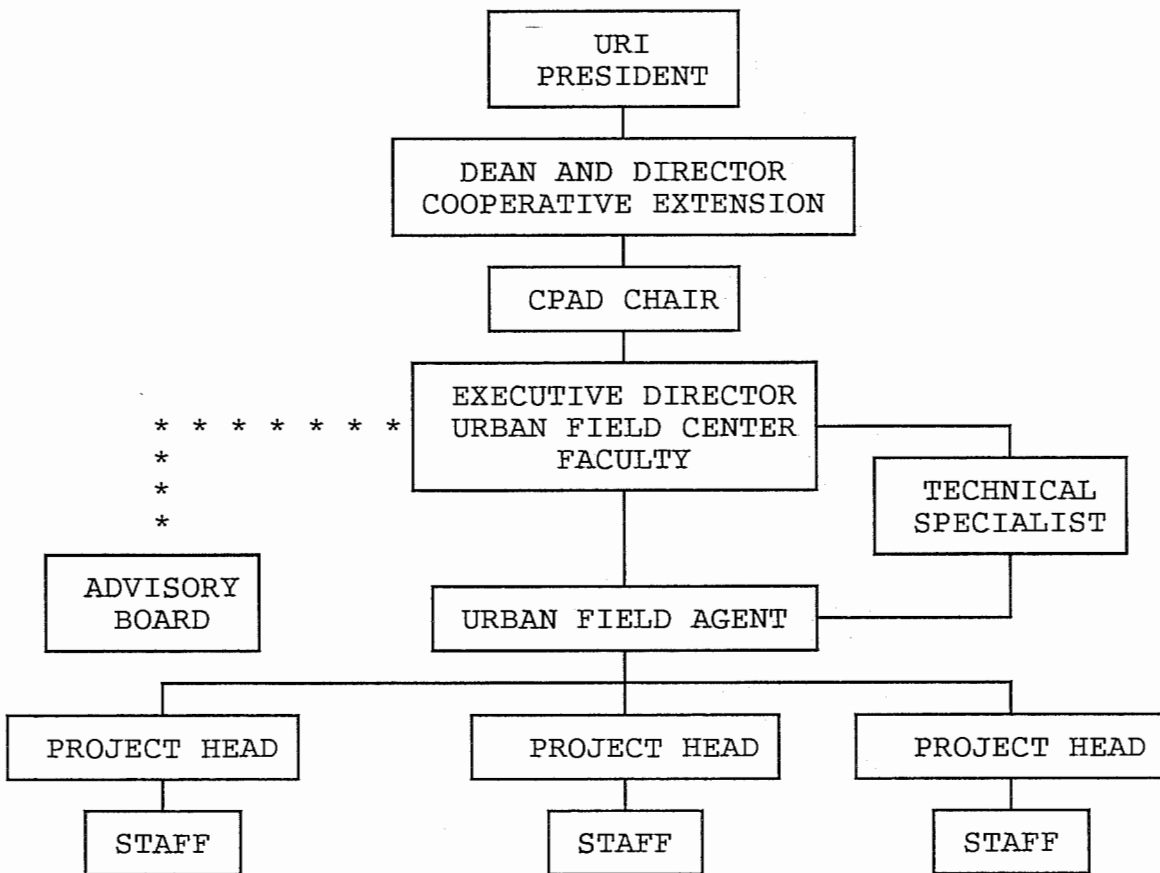 URI
PRESIDENT
DEAN AND DIRECTOR
COOPERATIVE EXTENSION
CPAD CHAIR
EXECUTIVE DIRECTOR
* * * * * * * URBAN FIELD CENTER
* FACULTY
*
*
TECHNICAL
SPECIALIST
ADVISORY
BOARD
URBAN FIELD AGENT
PROJECT HEAD
PROJECT HEAD
PROJECT HEAD
STAFF
STAFF
STAFF